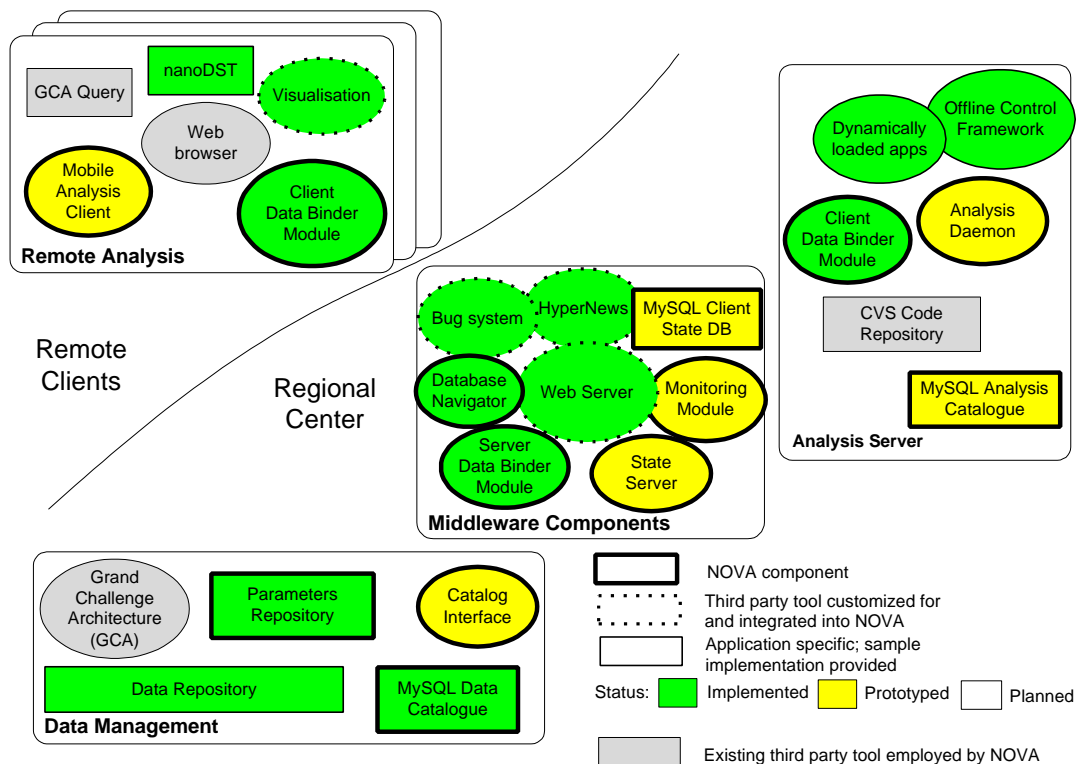 nanoDST
GCA Query
Visualisation
Web
browser
Mobile
Analysis
Client
Client
Data Binder
Module
Remote Analysis
Offline Control
Framework
Dynamically
loaded apps
Client
Data Binder
Module
Analysis
Daemon
CVS Code
Repository
MySQL Analysis
Catalogue
Analysis Server
Remote
Clients
Regional
Center
Bug system
HyperNews
MySQL Client
State DB
Database
Navigator
Web Server
Monitoring
Module
Server
Data Binder
Module
State
Server
Middleware Components
Grand
Challenge
Architecture
(GCA)
Parameters
Repository
Catalog
Interface
Data Repository
MySQL Data
Catalogue
Data Management
NOVA component
Third party tool customized for
and integrated into NOVA
Application specific; sample
implementation provided
Status: Implemented Prototyped Planned
Existing third party tool employed by NOVA